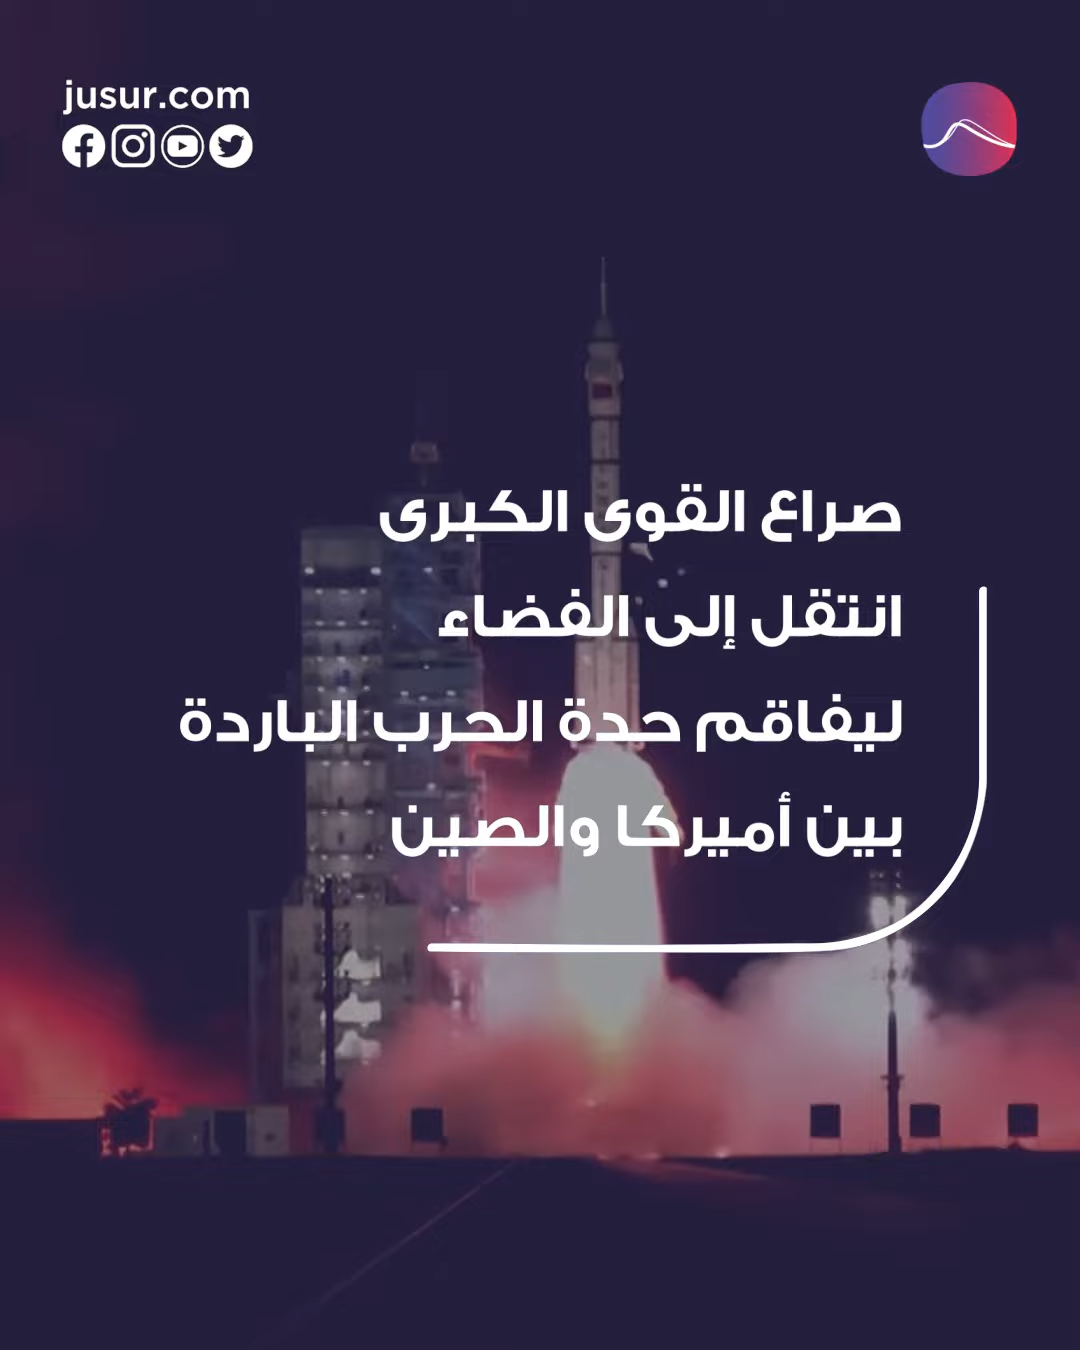 jusur.com
صراع القوى الكبرى
انتقل إلى الفضاء
ليفاقم حدة الحرب الباردة
بين أميركا والصين